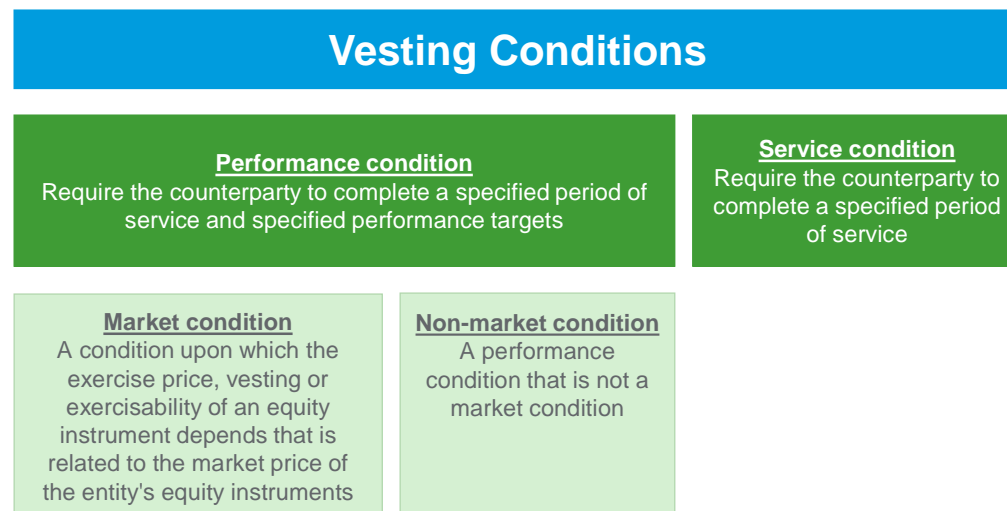 Vesting Conditions
Performance condition
Require the counterparty to complete a specified period of
service and specified performance targets
Service condition
Require the counterparty to
complete a specified period
of service
Market condition
A condition upon which the
exercise price, vesting or
exercisability of an equity
instrument depends that is
related to the market price of
the entity's equity instruments
Non-market condition
A performance
condition that is not a
market condition